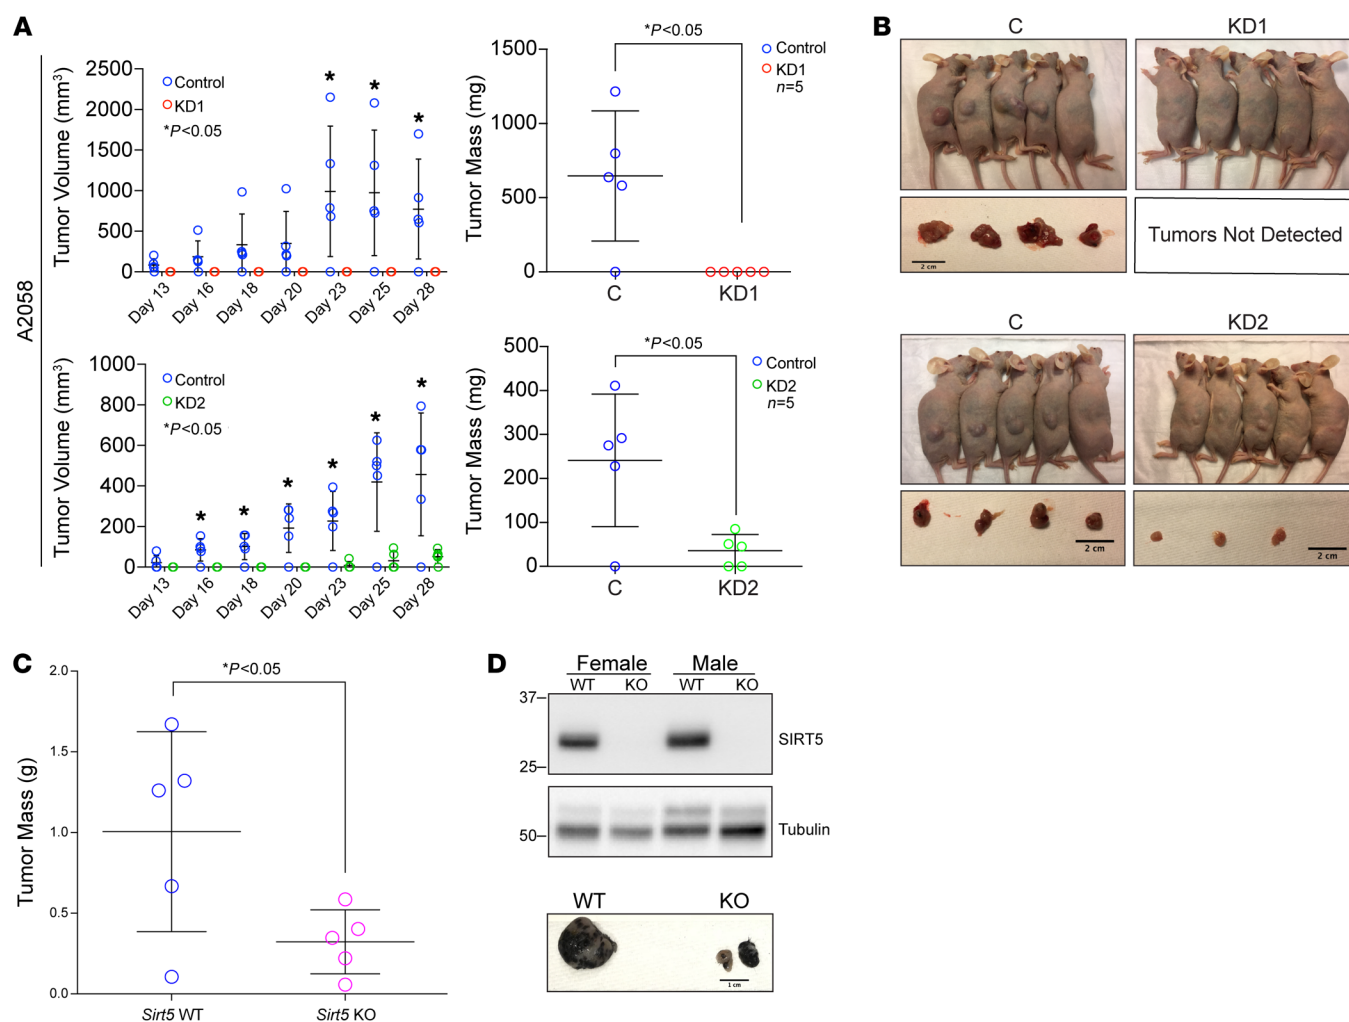 A
A2058
Tumor Volume (mm³)
2500
2000
1500
1000
500
0
Control
KD1
*P<0.05
*
*
*
Day 13
Day 16
Day 18
Day 20
Day 23
Day 25
Day 28
Tumor Mass (mg)
1500
1000
500
0
*P<0.05
Control
KD1
n=5
C
KD1
Tumor Volume (mm³)
1000
800
600
400
200
0
Control
KD2
*P<0.05
*
*
*
*
*
*
Day 13
Day 16
Day 18
Day 20
Day 23
Day 25
Day 28
Tumor Mass (mg)
500
400
300
200
100
0
*P<0.05
Control
KD2
n=5
C
KD2
B
C
KD1
2 cm
Tumors Not Detected
C
KD2
2 cm
2 cm
C
Tumor Mass (g)
2.0
1.5
1.0
0.5
0.0
*P<0.05
Sirt5 WT
Sirt5 KO
D
Female
Male
WT
KO
WT
KO
37
25
SIRT5
50
Tubulin
WT
KO
1 cm